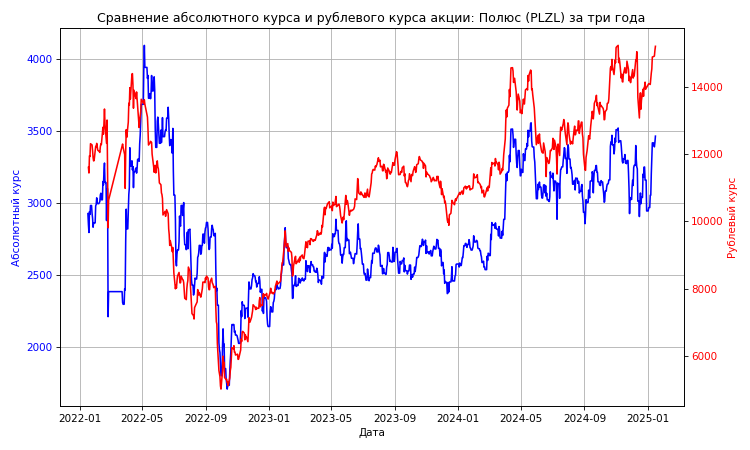 Сравнение абсолютного курса и рублевого курса акции: Полюс (PLZL) за три года
Абсолютный курс
4000
3500
3000
2500
2000
14000
12000
10000
8000
6000
Рублевый курс
2022-01 2022-05 2022-09 2023-01 2023-05 2023-09 2024-01 2024-05 2024-09 2025-01
Дата